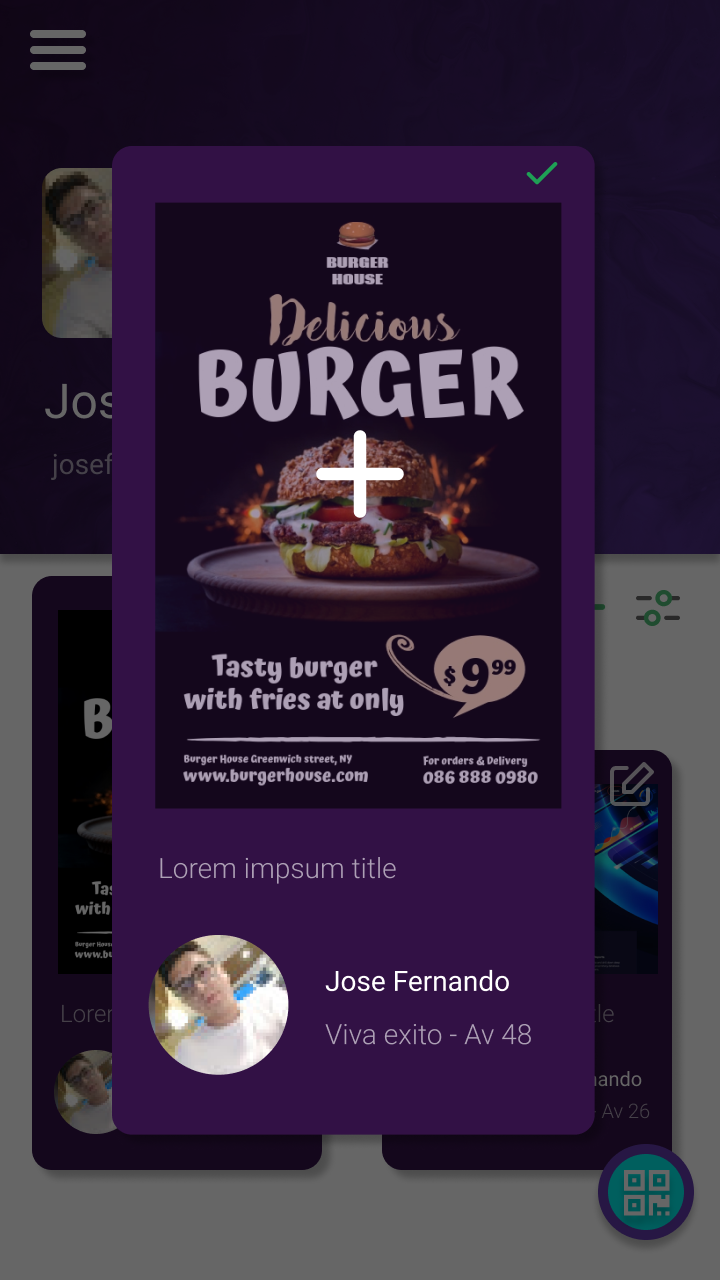 BURGER
HOUSE
Delicious
BURGER
Tasty burger
with fries at only
$ 9 99
Burger House Greenwich street, NY
www.burgerhouse.com
For orders & Delivery
086 888 0980
Lorem impsum title
Jose Fernando
Viva exito - Av 48
Jos
josef
B
Tas
with
Burger House
www.bu
Lorem
tle
nando
- Av 26